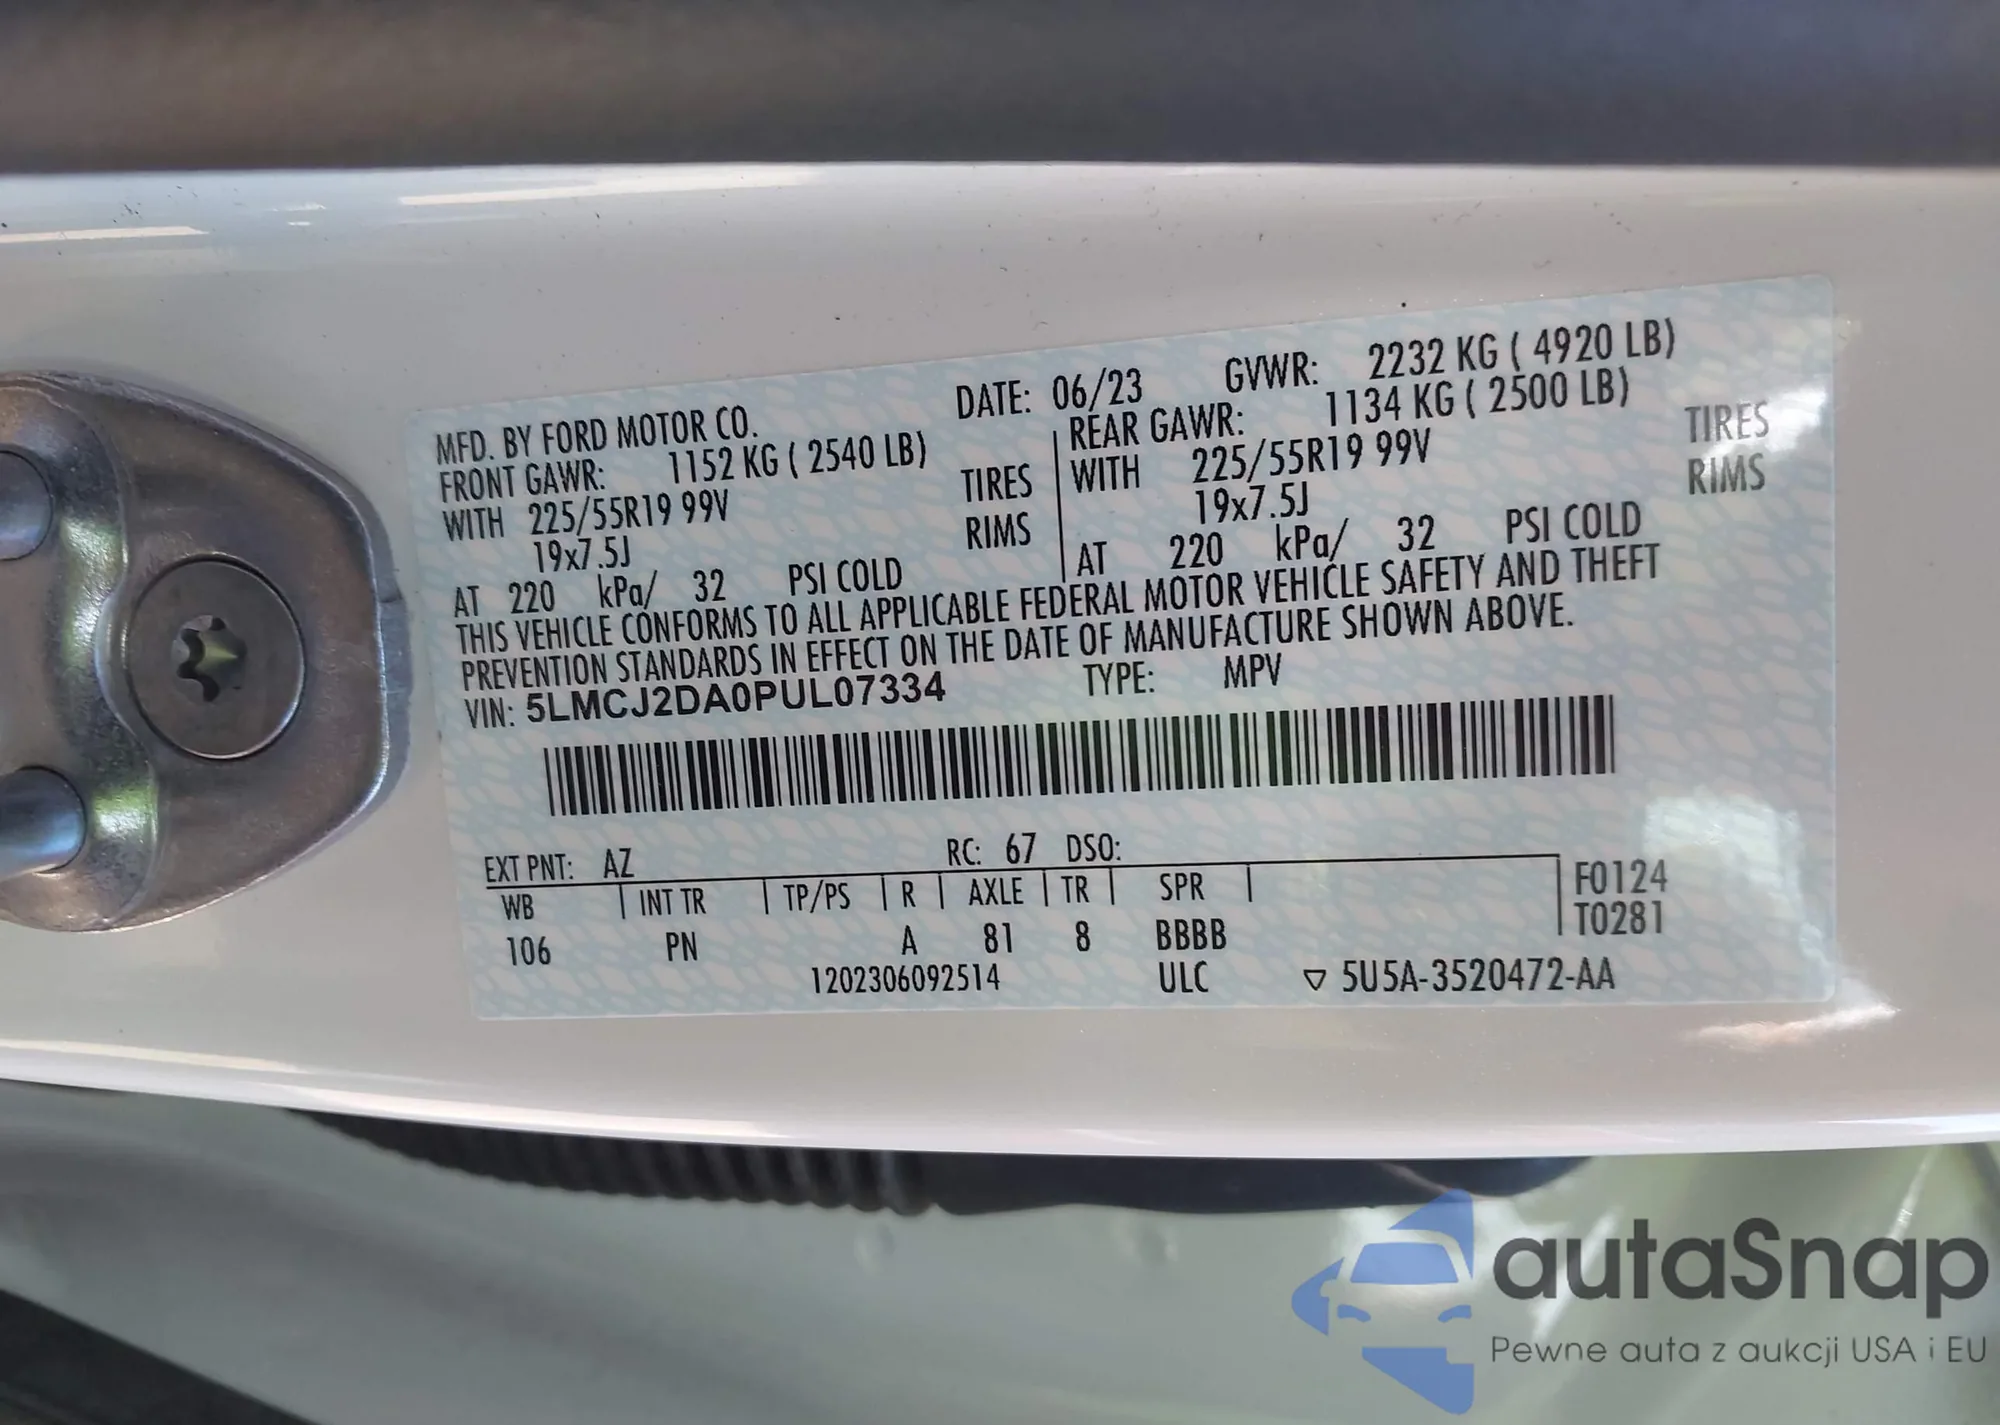 MFD. BY FORD MOTOR CO. DATE: 06/23 GVWR: 2232 KG ( 4920 LB)
FRONT GAWR: 1152 KG ( 2540 LB) REAR GAWR: 1134 KG ( 2500 LB)
WITH 225/55R19 99V TIRES WITH 225/55R19 99V TIRES
19x7.5J RIMS 19x7.5J RIMS
AT 220 kPa/ 32 PSI COLD AT 220 kPa/ 32 PSI COLD
THIS VEHICLE CONFORMS TO ALL APPLICABLE FEDERAL MOTOR VEHICLE SAFETY AND THEFT
PREVENTION STANDARDS IN EFFECT ON THE DATE OF MANUFACTURE SHOWN ABOVE.
VIN: 5LMCJ2DA0PUL07334 TYPE: MPV
EXT PNT: AZ RC: 67 DSO:
WB INT TR TP/PS R AXLE TR SPR F0124
106 PN A 81 8 BBBB T0281
1202306092514 ULC ▽ 5U5A-3520472-AA
autaSnap
Pewne auta z aukcji USA i EU